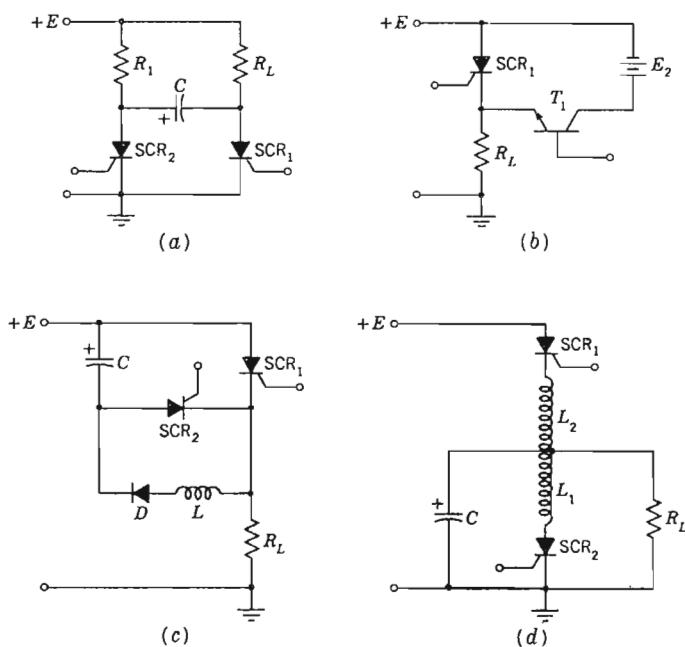 +E
R1
RL
C
+
SCR2
SCR1
(a)
+E
SCR1
E2
T1
RL
(b)
+E
+
C
SCR1
SCR2
D
L
RL
(c)
+E
SCR1
L2
L1
+
C
RL
SCR2
(d)